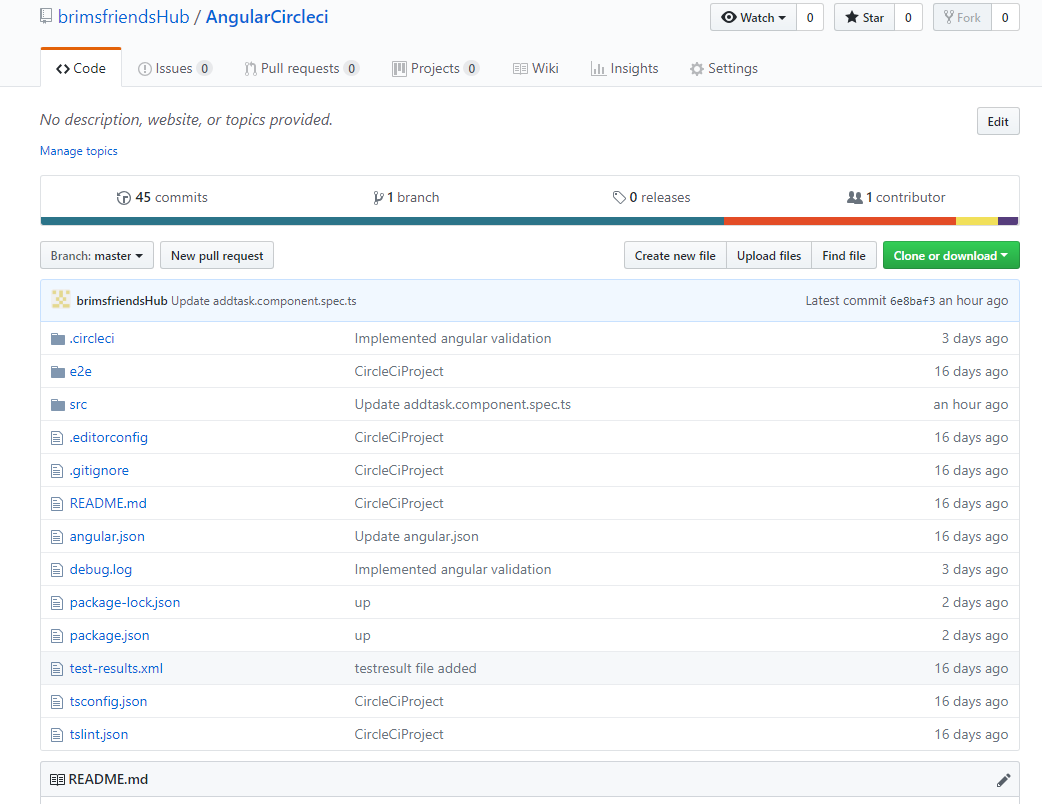 brimsfriendsHub / AngularCircleci Watch 0 Star 0 Fork 0
Code Issues 0 Pull requests 0 Projects 0 Wiki Insights Settings
No description, website, or topics provided. Edit
Manage topics
45 commits 1 branch 0 releases 1 contributor
Branch: master New pull request Create new file Upload files Find file Clone or download
brimsfriendsHub Update addtask.component.spec.ts Latest commit 6e8baf3 an hour ago
.circleci Implemented angular validation 3 days ago
e2e CircleCiProject 16 days ago
src Update addtask.component.spec.ts an hour ago
.editorconfig CircleCiProject 16 days ago
.gitignore CircleCiProject 16 days ago
README.md CircleCiProject 16 days ago
angular.json Update angular.json 16 days ago
debug.log Implemented angular validation 3 days ago
package-lock.json up 2 days ago
package.json up 2 days ago
test-results.xml testresult file added 16 days ago
tsconfig.json CircleCiProject 16 days ago
tslint.json CircleCiProject 16 days ago
README.md